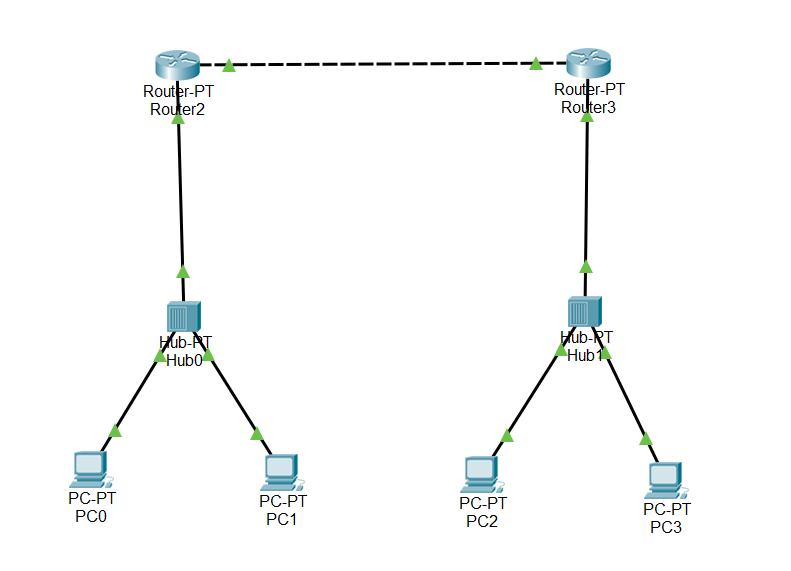 Router-PT
Router2
Router-PT
Router3
Hub-PT
Hub0
Hub-PT
Hub1
PC-PT
PC0
PC-PT
PC1
PC-PT
PC2
PC-PT
PC3